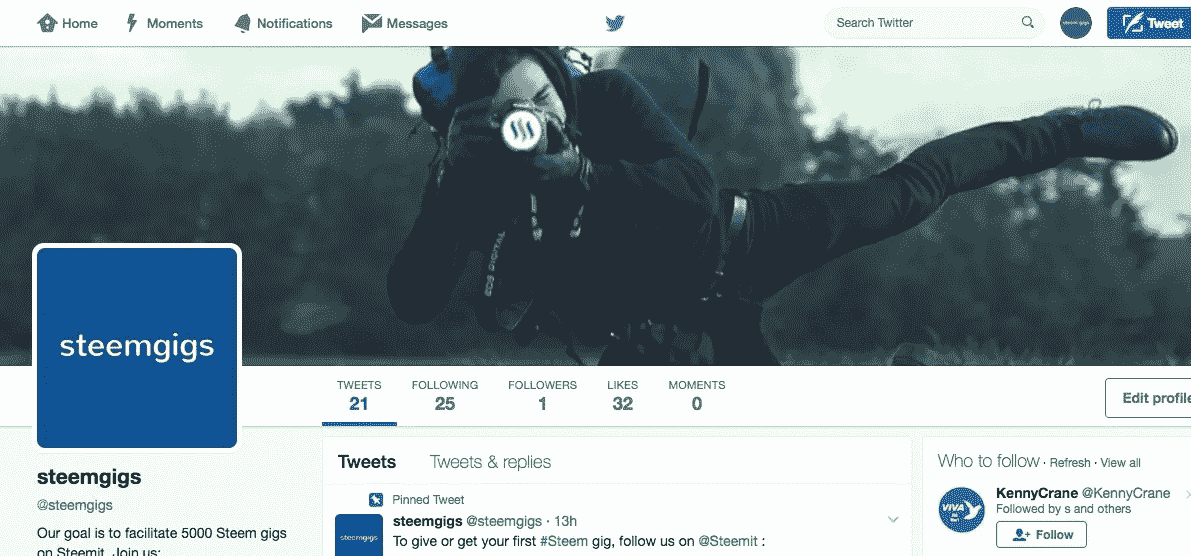 Home Moments Notifications Messages Search Twitter steem gigs Tweet
EOS DIGITAL
steemgigs
TWEETS FOLLOWING FOLLOWERS LIKES MOMENTS
21 25 1 32 0
Edit profile
steemgigs
@steemgigs
Our goal is to facilitate 5000 Steem gigs
on Steemit. Join us:
Tweets Tweets & replies
Pinned Tweet
steemgigs
steemgigs @steemgigs · 13h
To give or get your first #Steem gig, follow us on @Steemit :
Who to follow · Refresh · View all
VIVA
KennyCrane @KennyCrane
Followed by s and others
Follow